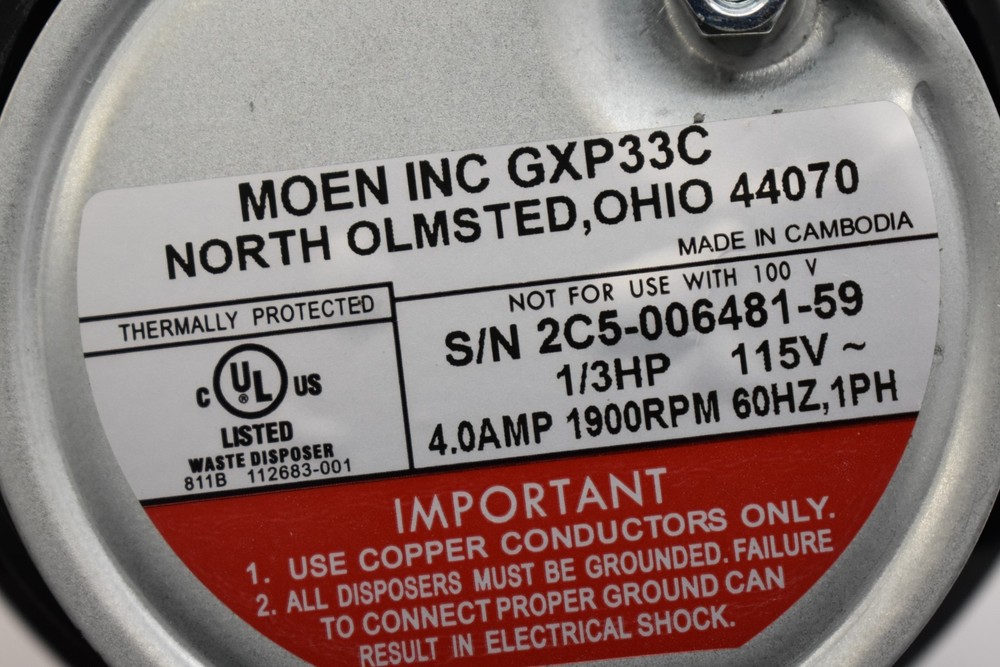 MOEN INC GXP33C
NORTH OLMSTED,OHIO 44070
MADE IN CAMBODIA
THERMALLY PROTECTED
C UL ® US
LISTED
WASTE DISPOSER
811B 112683-001
NOT FOR USE WITH 100 V
S/N 2C5-006481-59
1/3HP 115V ~
4.0AMP 1900RPM 60HZ,1PH
IMPORTANT
1. USE COPPER CONDUCTORS ONLY.
2. ALL DISPOSERS MUST BE GROUNDED. FAILURE
TO CONNECT PROPER GROUND CAN
RESULT IN ELECTRICAL SHOCK.